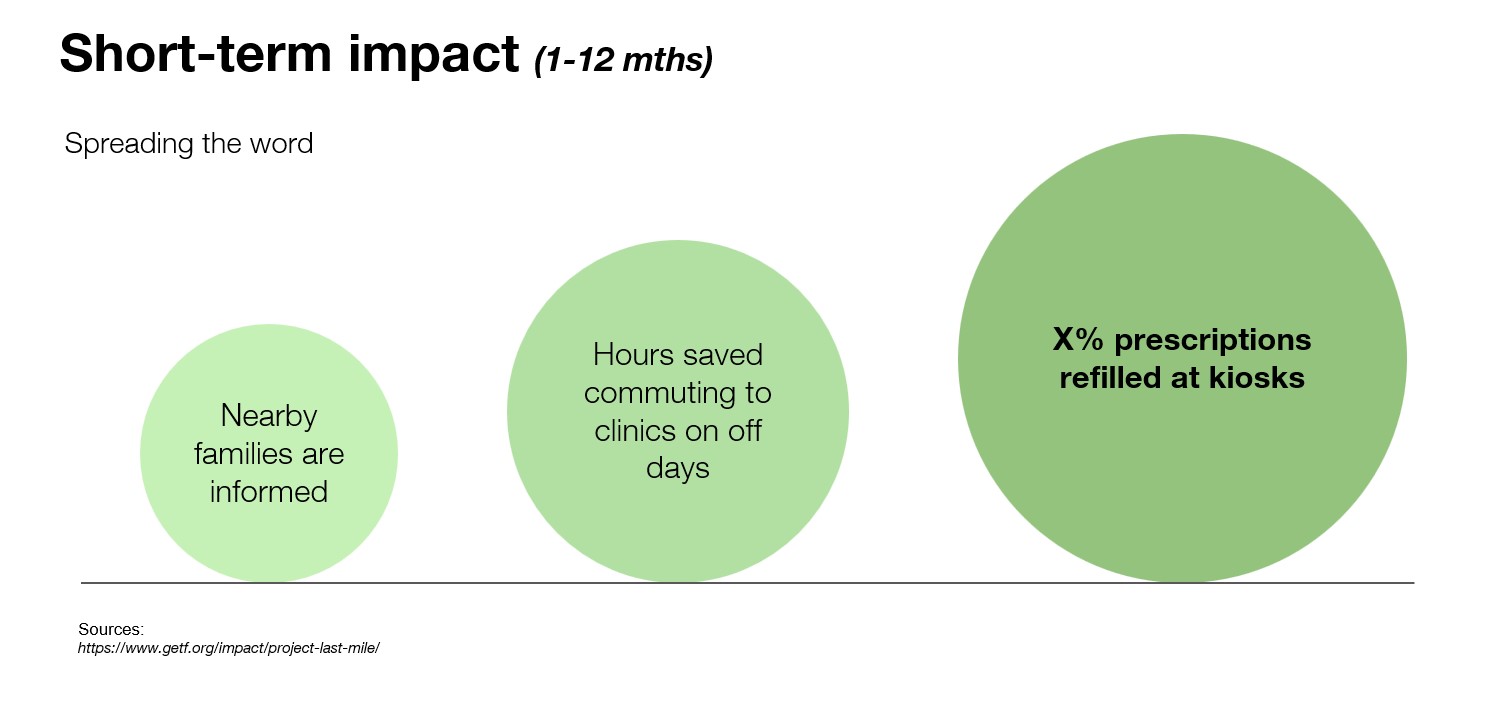 Short-term impact (1-12 mths)
Spreading the word
Nearby
families are
informed
Hours saved
commuting to
clinics on off
days
X% prescriptions
refilled at kiosks
Sources:
https://www.getf.org/impact/project-last-mile/